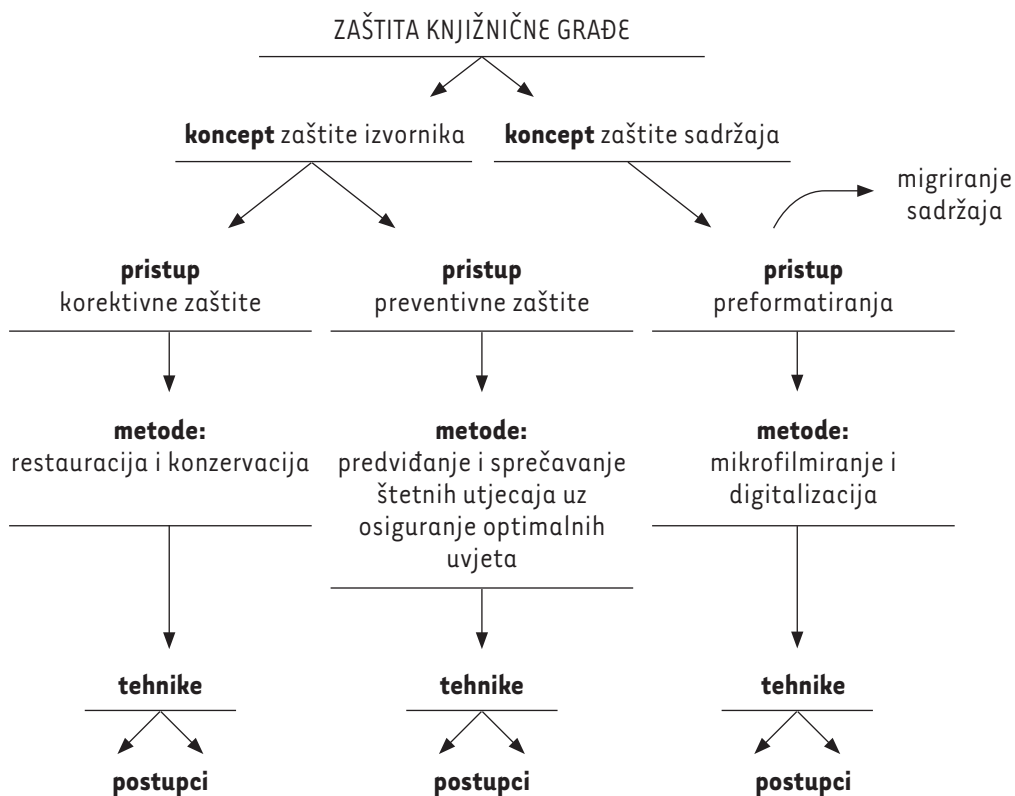 ZAŠTITA KNJIŽNIČNE GRAĐE
koncept zaštite izvornika
koncept zaštite sadržaja
migriranje
sadržaja
pristup
korektivne zaštite
pristup
preventivne zaštite
pristup
preformatiranja
metode:
restauracija i konzervacija
metode:
predviđanje i sprečavanje
štetnih utjecaja uz
osiguranje optimalnih
uvjeta
metode:
mikrofilmiranje i
digitalizacija
tehnike
tehnike
tehnike
postupci
postupci
postupci